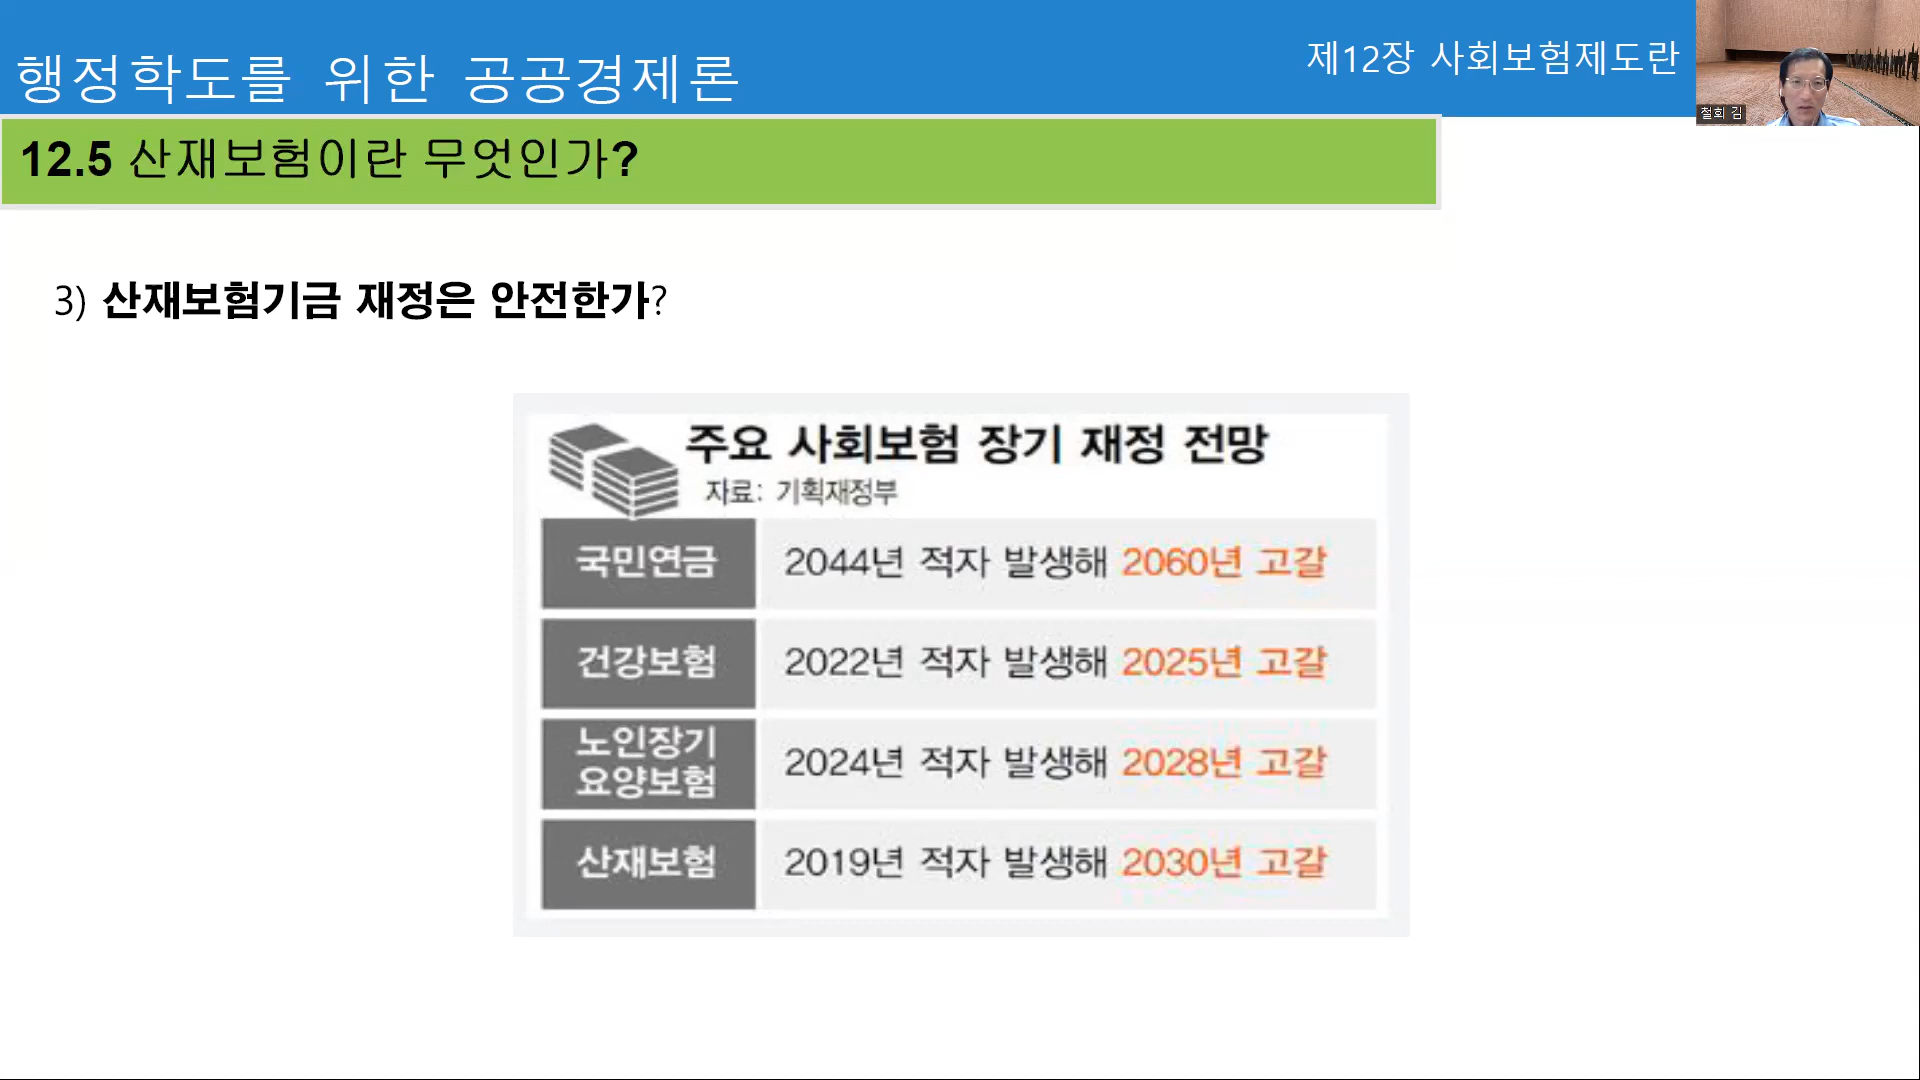 행정학도를 위한 공공경제론
제12장 사회보험제도란
철희 김
12.5 산재보험이란 무엇인가?
3) 산재보험기금 재정은 안전한가?
주요 사회보험 장기 재정 전망
자료: 기획재정부
국민연금 2044년 적자 발생해 2060년 고갈
건강보험 2022년 적자 발생해 2025년 고갈
노인장기
요양보험 2024년 적자 발생해 2028년 고갈
산재보험 2019년 적자 발생해 2030년 고갈